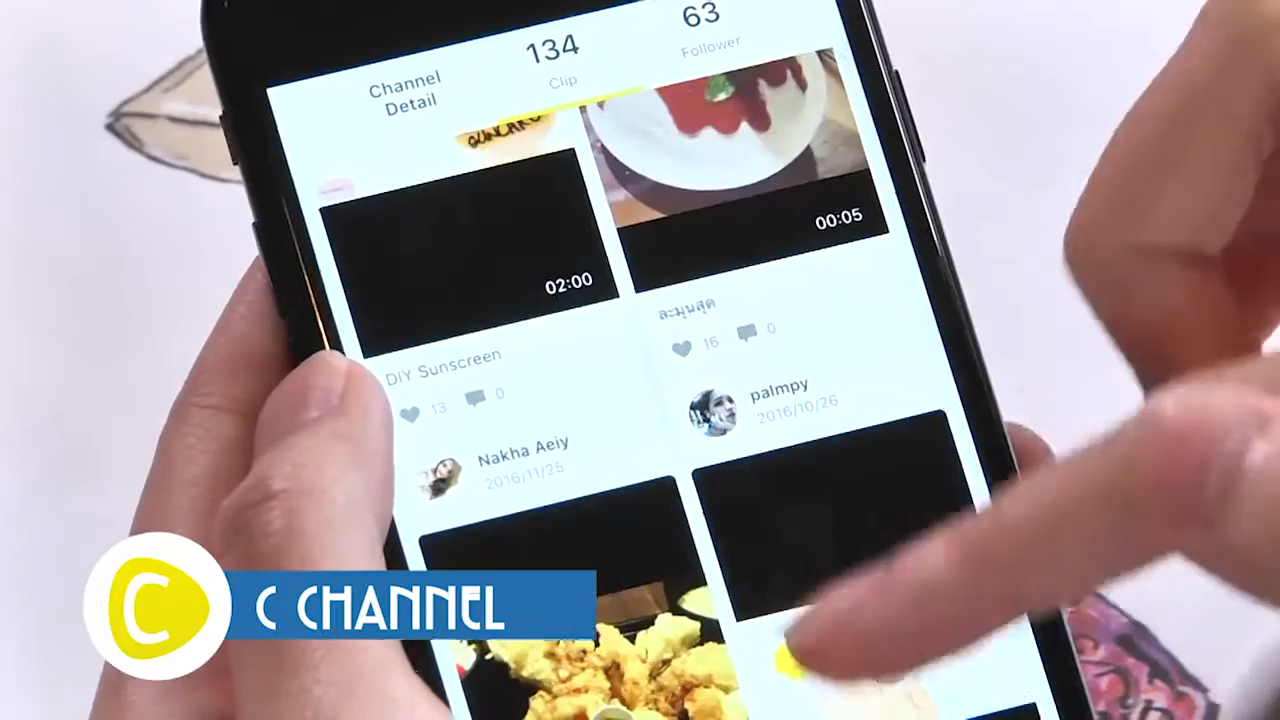 Channel
Detail
134
Clip
63
Follower
02:00
00:05
DIY Sunscreen
13
0
Nakha Aeiy
2016/11/25
ละมุนสุด
16
0
palmpy
2016/10/26
C
C CHANNEL